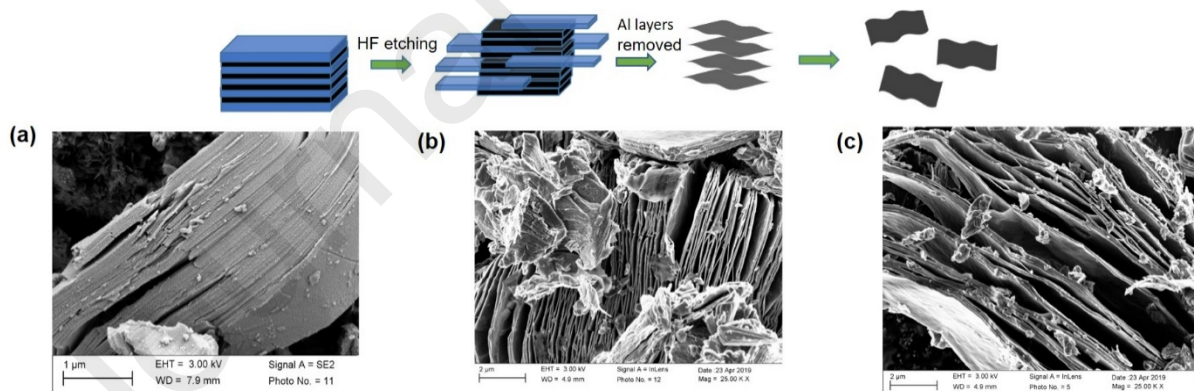 HF etching
Al layers
removed
(a)
(b)
(c)
1 µm
EHT = 3.00 kV
Signal A = SE2
WD = 7.9 mm
Photo No. = 11
2 µm
EHT = 3.00 kV
Signal A = InLens
Date :23 Apr 2019
WD = 4.9 mm
Photo No. = 12
Mag = 25.00 K X
2 µm
EHT = 3.00 kV
Signal A = InLens
Date :23 Apr 2019
WD = 4.9 mm
Photo No. = 5
Mag = 25.00 K X